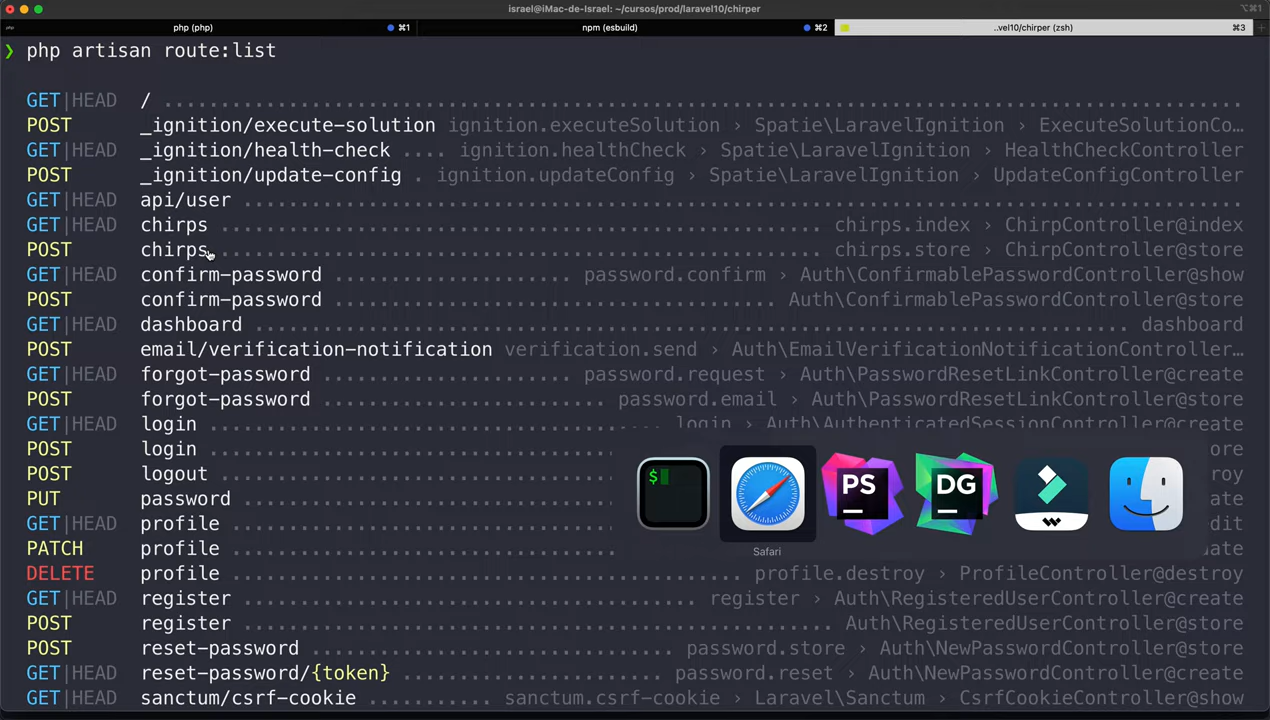 israel@iMac-de-Israel: ~/cursos/prod/laravel10/chirper
⌥⌘1
php
php (php)
⌘1
npm (esbuild)
⌘2
..vel10/chirper (zsh)
⌘3
❯ php artisan route:list
GET|HEAD / ...............................................................................................
POST _ignition/execute-solution ignition.executeSolution › Spatie\LaravelIgnition › ExecuteSolutionCo…
GET|HEAD _ignition/health-check .... ignition.healthCheck › Spatie\LaravelIgnition › HealthCheckController
POST _ignition/update-config . ignition.updateConfig › Spatie\LaravelIgnition › UpdateConfigController
GET|HEAD api/user ........................................................................................
GET|HEAD chirps ...................................................... chirps.index › ChirpController@index
POST chirps ...................................................... chirps.store › ChirpController@store
GET|HEAD confirm-password ..................... password.confirm › Auth\ConfirmablePasswordController@show
POST confirm-password ....................................... Auth\ConfirmablePasswordController@store
GET|HEAD dashboard ............................................................................. dashboard
POST email/verification-notification verification.send › Auth\EmailVerificationNotificationController…
GET|HEAD forgot-password ...................... password.request › Auth\PasswordResetLinkController@create
POST forgot-password ......................... password.email › Auth\PasswordResetLinkController@store
GET|HEAD login ........................................ login › Auth\AuthenticatedSessionController@create
POST login ....................................
POST logout ...................................
PUT password .................................
GET|HEAD profile ..................................
PATCH profile ..................................
DELETE profile ............................................. profile.destroy › ProfileController@destroy
GET|HEAD register ........................................ register › Auth\RegisteredUserController@create
POST register ..................................................... Auth\RegisteredUserController@store
POST reset-password ................................. password.store › Auth\NewPasswordController@store
GET|HEAD reset-password/{token} ......................... password.reset › Auth\NewPasswordController@create
GET|HEAD sanctum/csrf-cookie ........... sanctum.csrf-cookie › Laravel\Sanctum › CsrfCookieController@show
$
PS
DG
Safari